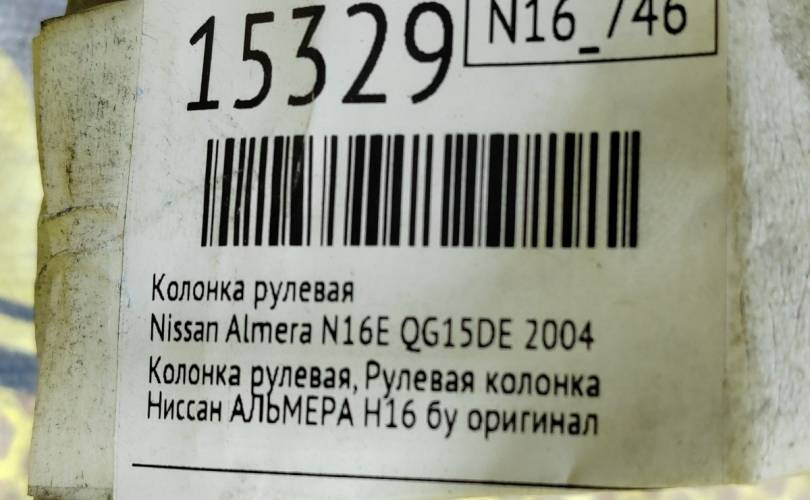 15329
N16_746
Колонка рулевая
Nissan Almera N16E QG15DE 2004
Колонка рулевая, Рулевая колонка
Ниссан АЛЬМЕРА Н16 бу оригинал